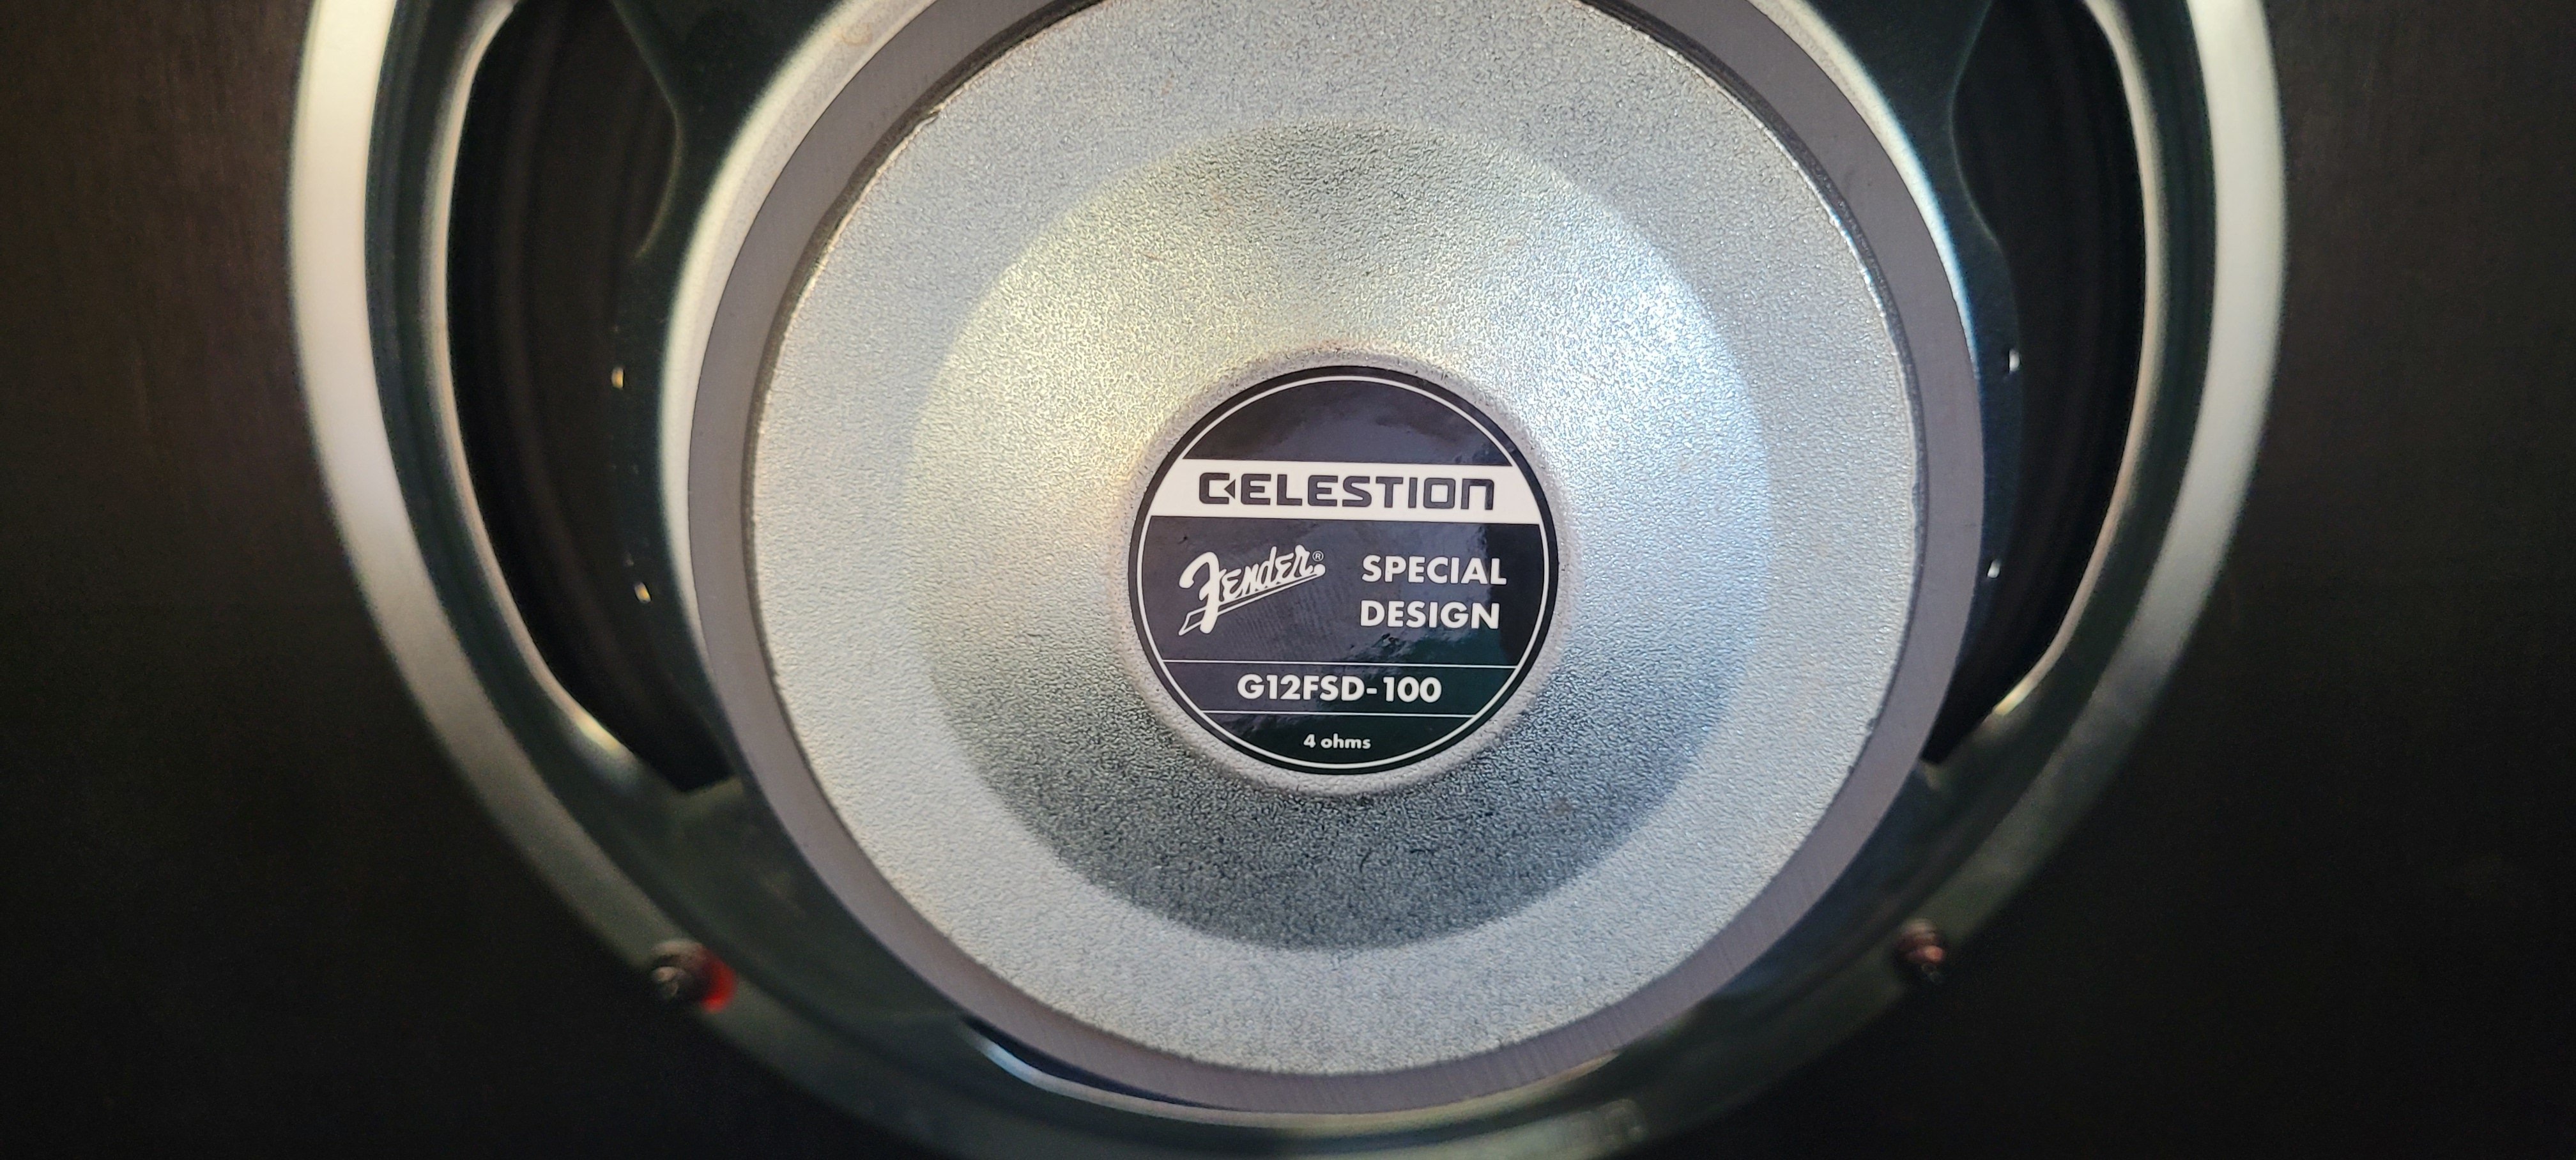 CELESTION
Fender® SPECIAL
DESIGN
G12FSD-100
4 ohms